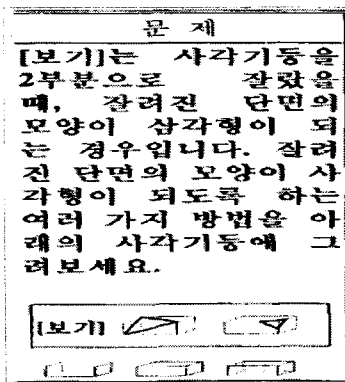 문 제
[보기]는 사각기둥을
2부분으로 잘랐을
때, 잘려진 단면의
모양이 삼각형이 되
는 경우입니다. 잘려
진 단면의 모양이 사
각형이 되도록 하는
여러 가지 방법을 아
래의 사각기둥에 그
려보세요.
[보기]